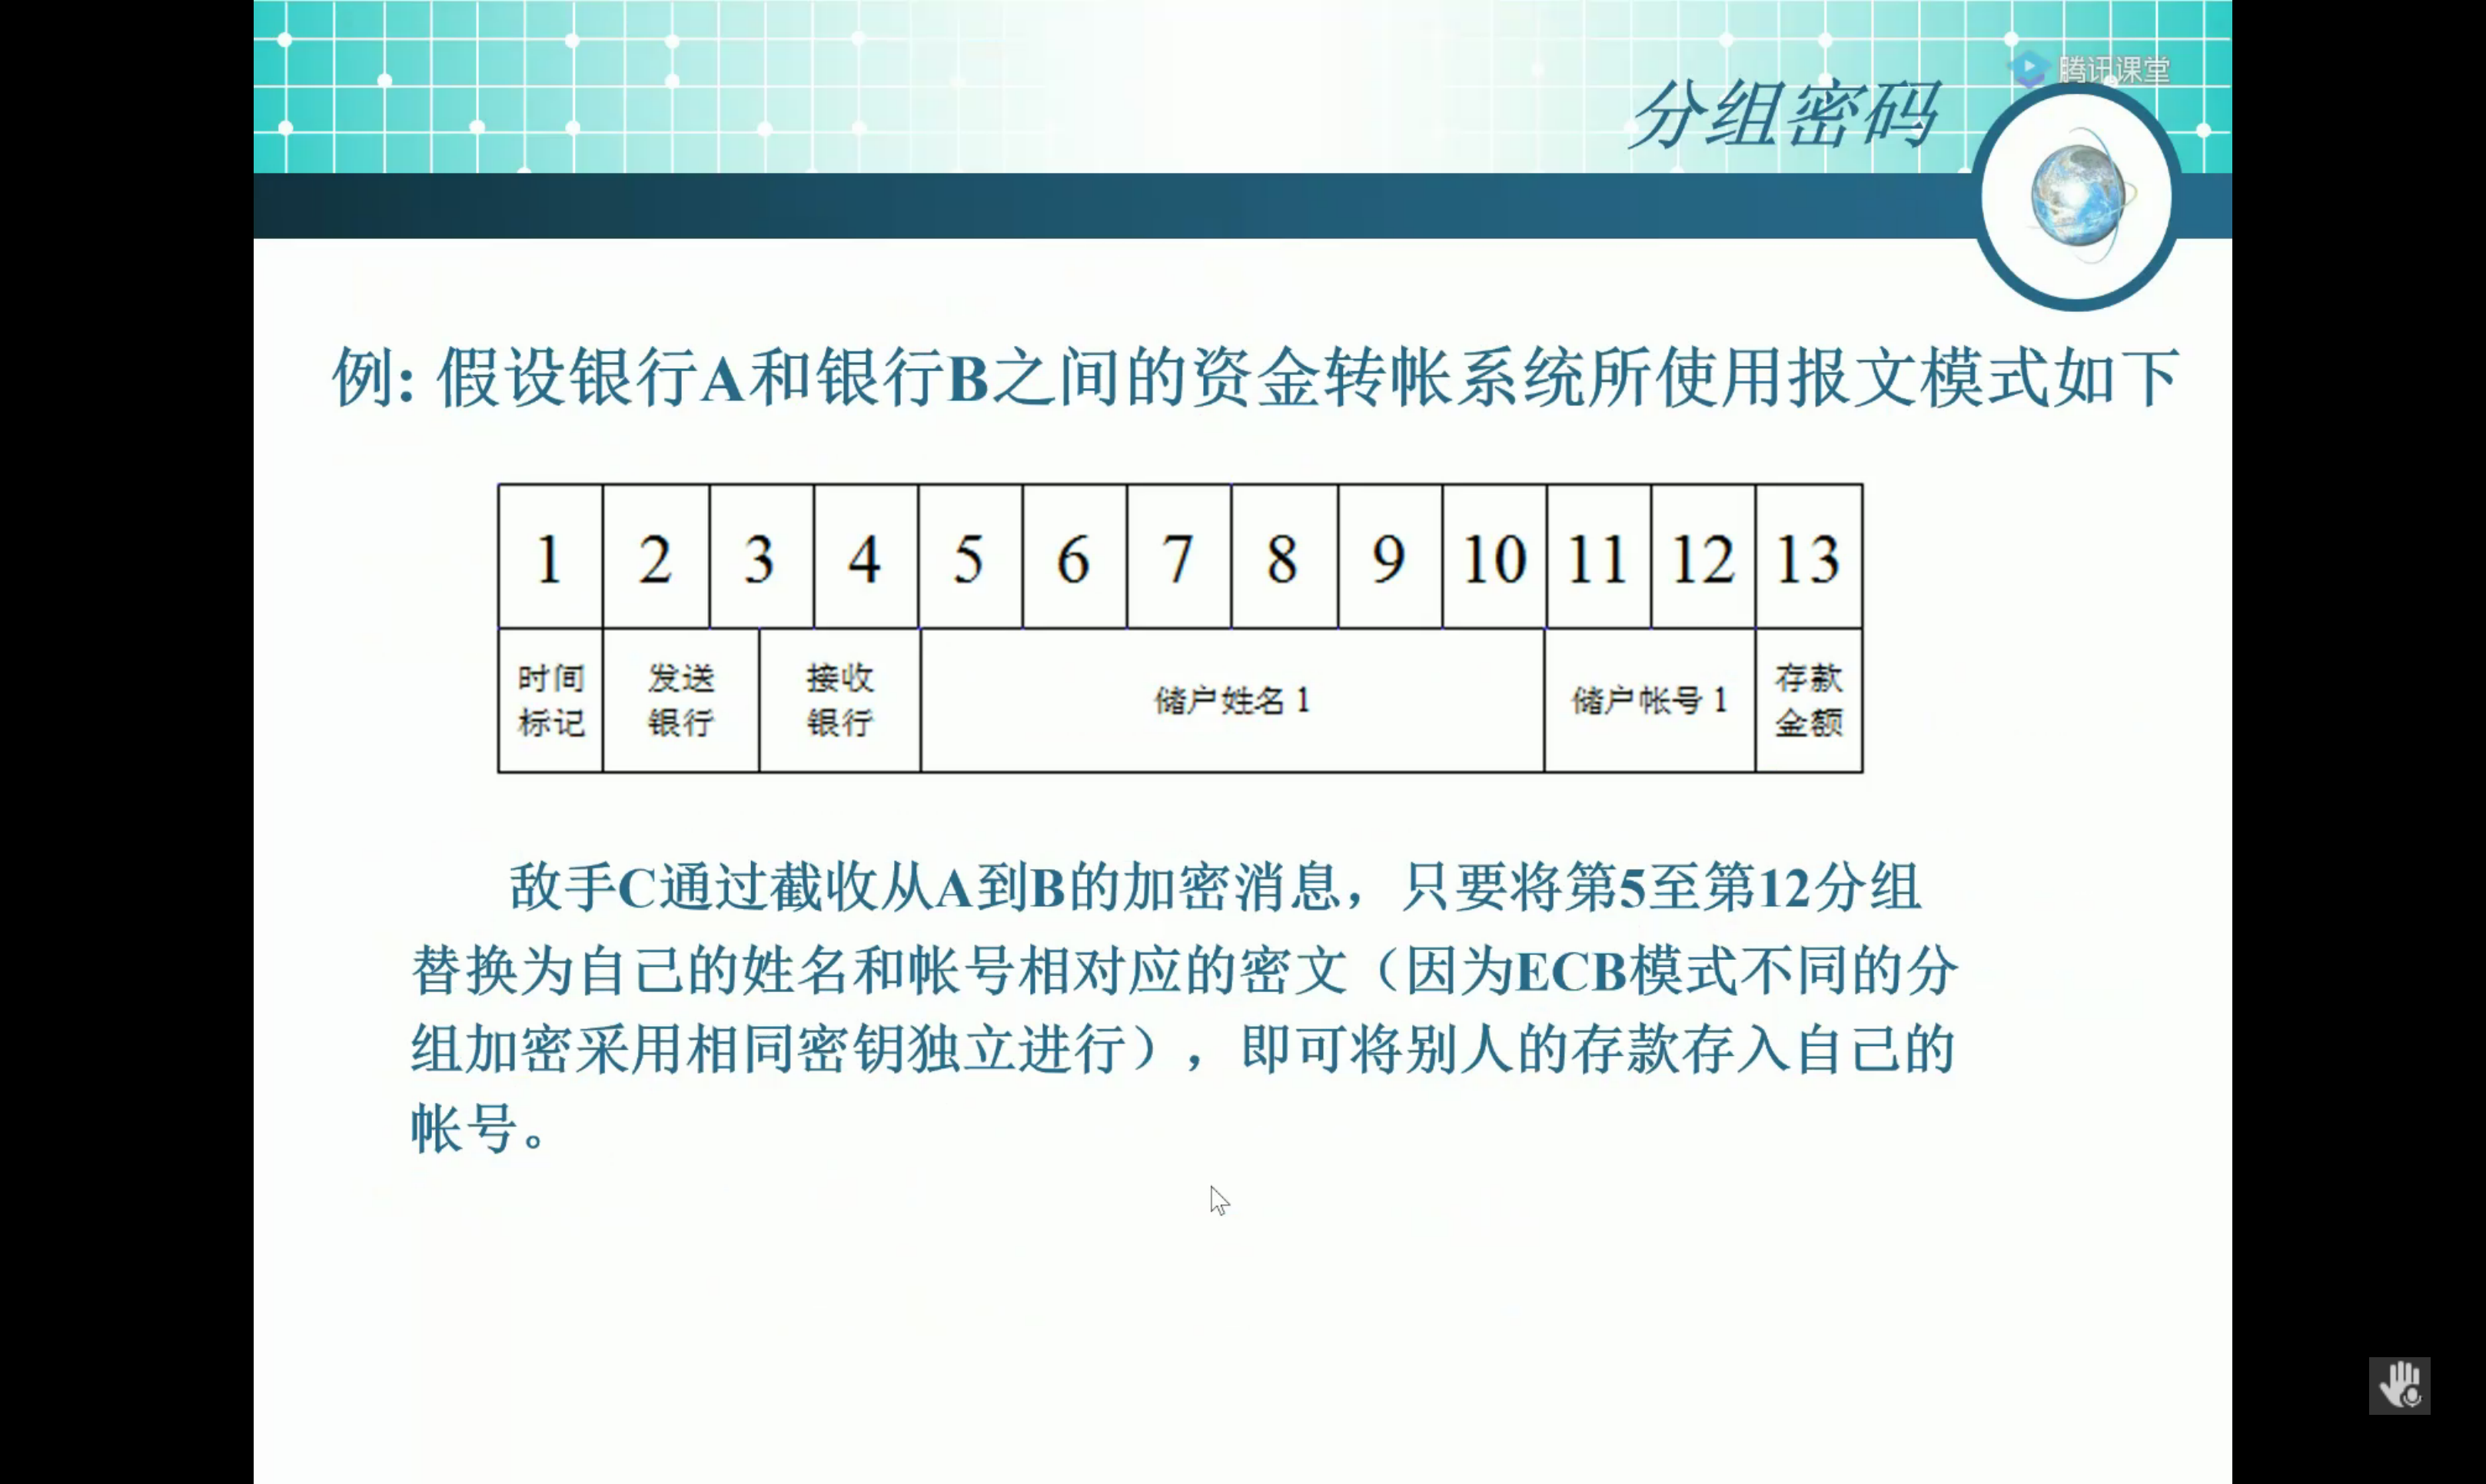 腾讯课堂
分组密码
例: 假设银行A和银行B之间的资金转帐系统所使用报文模式如下
1 2 3 4 5 6 7 8 9 10 11 12 13
时间标记 发送银行 接收银行 储户姓名 1 储户帐号 1 存款金额
敌手C通过截收从A到B的加密消息，只要将第5至第12分组
替换为自己的姓名和帐号相对应的密文（因为ECB模式不同的分
组加密采用相同密钥独立进行），即可将别人的存款存入自己的
帐号。